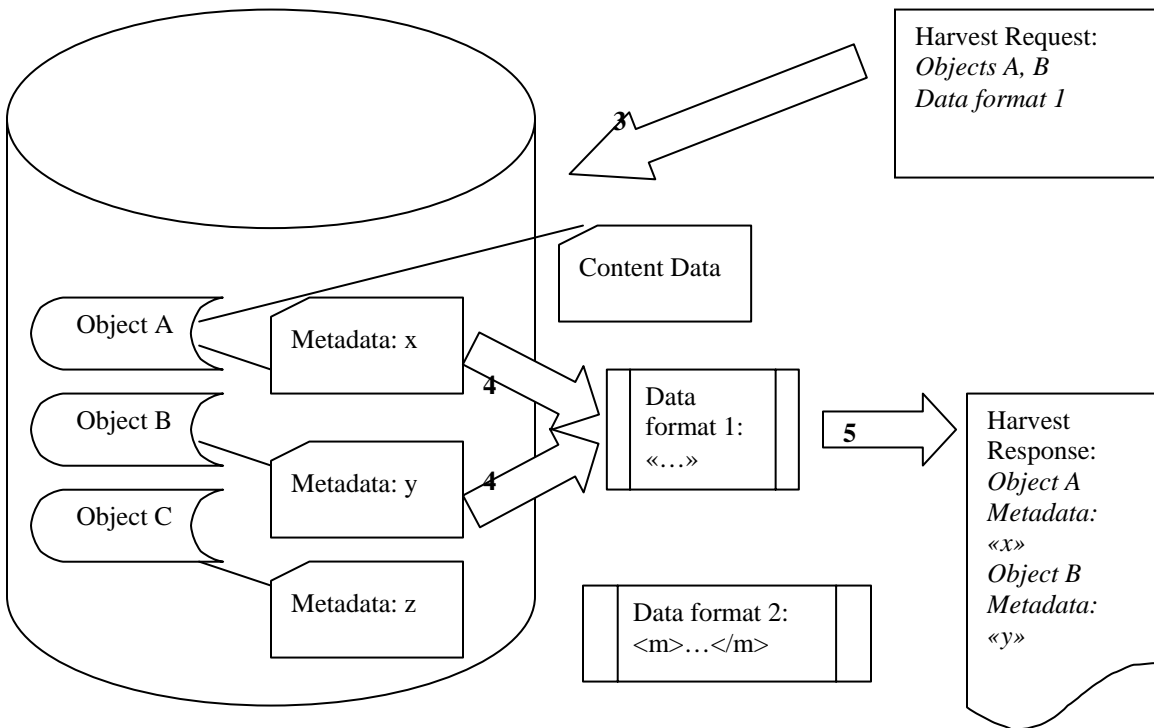 Harvest Request:
Objects A, B
Data format 1
3
Content Data
Object A
Metadata: x
4
Object B
Data
format 1:
«…»
5
Harvest
Response:
Object A
Metadata:
«x»
Object B
Metadata:
«y»
Metadata: y
4
Object C
Metadata: z
Data format 2:
<m>…</m>